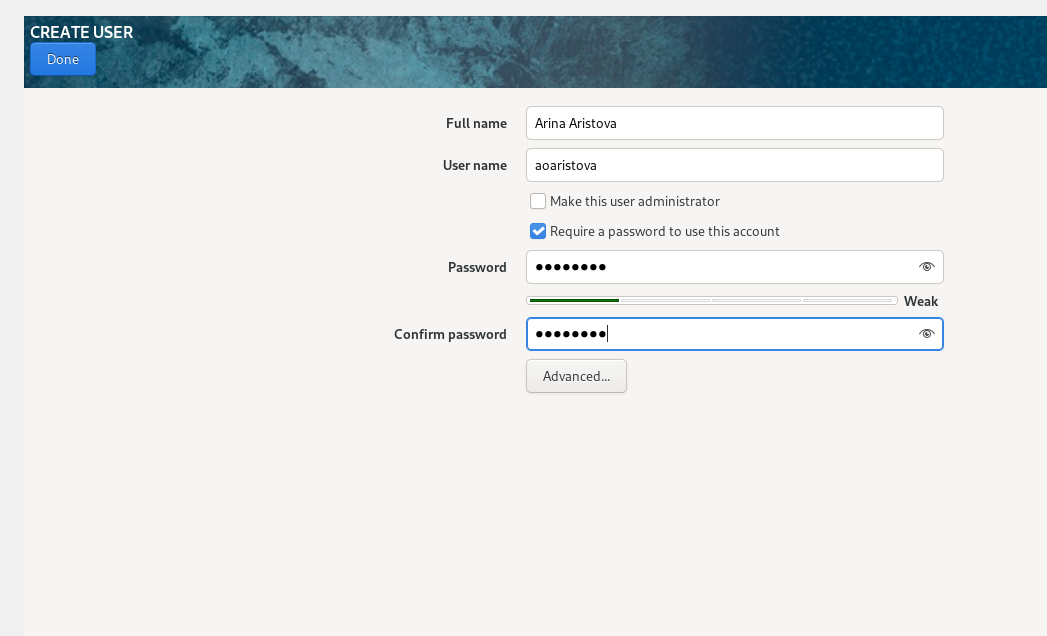 CREATE USER
Done
Full name Arina Aristova
User name aoaristova
Make this user administrator
Require a password to use this account
Password ●●●●●●●●
Weak
Confirm password ●●●●●●●●
Advanced...